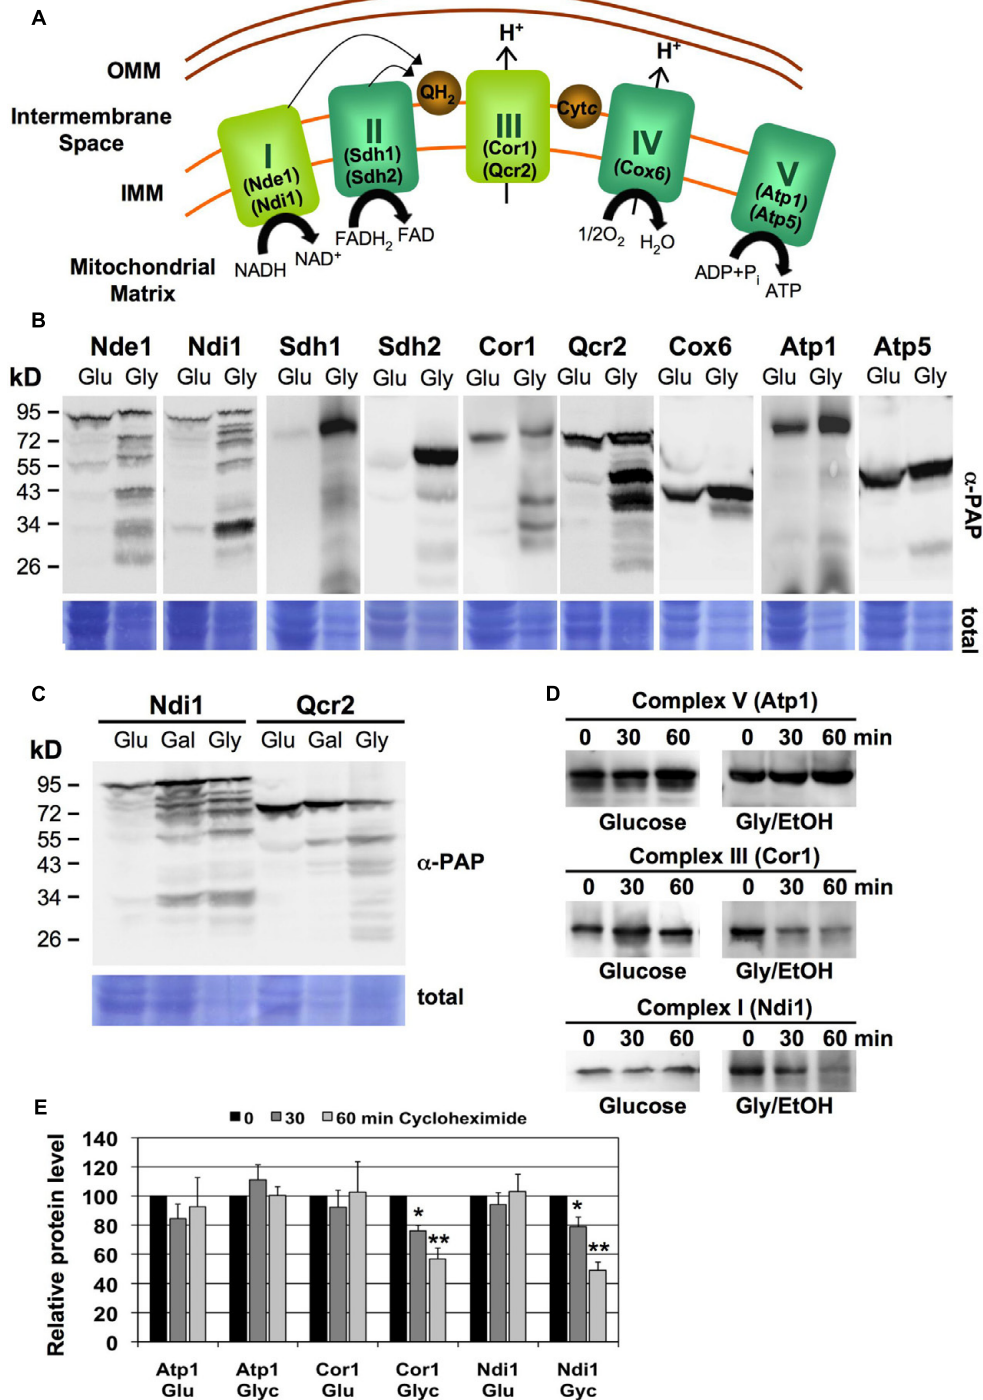 A
OMM
Intermembrane
Space
IMM
Mitochondrial
Matrix
I
(Nde1)
(Ndi1)
NADH
NAD+
II
(Sdh1)
(Sdh2)
FADH2
FAD
QH2
H+
III
(Cor1)
(Qcr2)
Cytc
H+
IV
(Cox6)
1/2O2
H2O
V
(Atp1)
(Atp5)
ADP+Pi
ATP
B
Nde1 Ndi1 Sdh1 Sdh2 Cor1 Qcr2 Cox6 Atp1 Atp5
kD Glu Gly Glu Gly Glu Gly Glu Gly Glu Gly Glu Gly Glu Gly Glu Gly Glu Gly
95
72
55
43
34
26
α-PAP
total
C
Ndi1 Qcr2
kD Glu Gal Gly Glu Gal Gly
95
72
55
43
34
26
α-PAP
total
D
Complex V (Atp1)
0 30 60 0 30 60 min
Glucose Gly/EtOH
Complex III (Cor1)
0 30 60 0 30 60 min
Glucose Gly/EtOH
Complex I (Ndi1)
0 30 60 0 30 60 min
Glucose Gly/EtOH
E
0 30 60 min Cycloheximide
Relative protein level
140
120
100
80
60
40
20
0
* ** * **
Atp1 Atp1 Cor1 Cor1 Ndi1 Ndi1
Glu Glyc Glu Glyc Glu Gyc